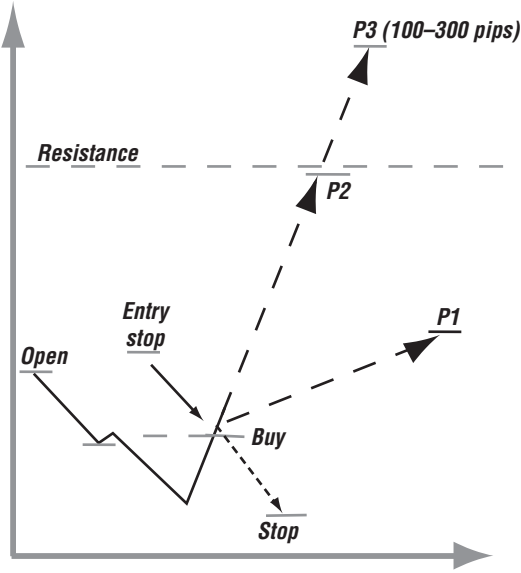 P3 (100–300 pips)
Resistance
P2
Entry
stop
P1
Open
Buy
Stop